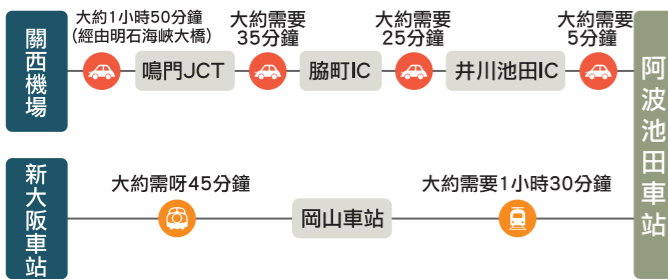 關西機場
大約1小時50分鐘
(經由明石海峽大橋)
鳴門JCT
大約需要
35分鐘
脇町IC
大約需要
25分鐘
井川池田IC
大約需要
5分鐘
阿波池田車站
新大阪車站
大約需呀45分鐘
岡山車站
大約需要1小時30分鐘